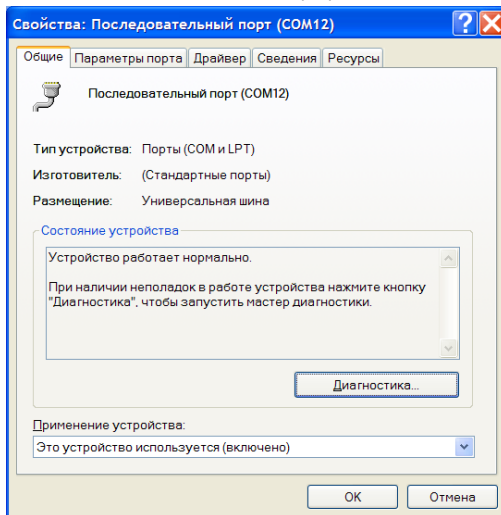 Свойства: Последовательный порт (COM12)
Общие Параметры порта Драйвер Сведения Ресурсы
Последовательный порт (COM12)
Тип устройства: Порты (COM и LPT)
Изготовитель: (Стандартные порты)
Размещение: Универсальная шина
Состояние устройства
Устройство работает нормально.
При наличии неполадок в работе устройства нажмите кнопку
"Диагностика", чтобы запустить мастер диагностики.
Диагностика...
Применение устройства:
Это устройство используется (включено)
ОК Отмена